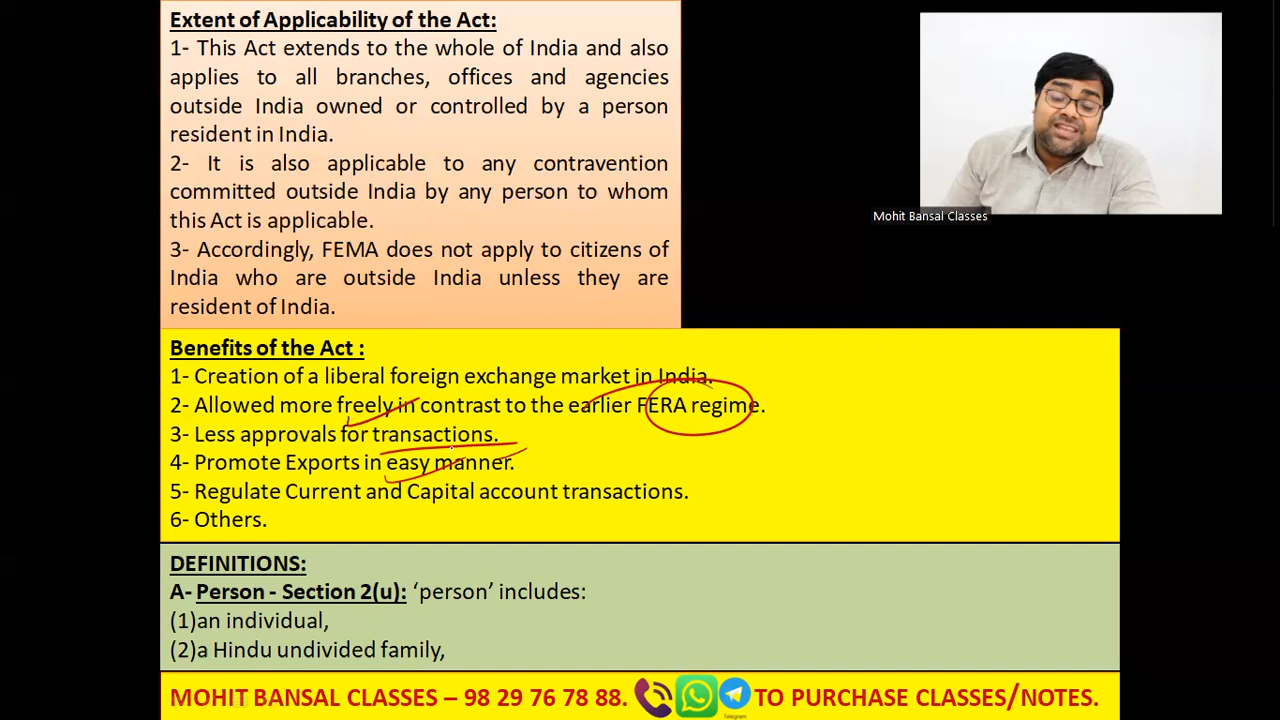 Extent of Applicability of the Act:
1- This Act extends to the whole of India and also
applies to all branches, offices and agencies
outside India owned or controlled by a person
resident in India.
2- It is also applicable to any contravention
committed outside India by any person to whom
this Act is applicable.
3- Accordingly, FEMA does not apply to citizens of
India who are outside India unless they are
resident of India.
Mohit Bansal Classes
Benefits of the Act :
1- Creation of a liberal foreign exchange market in India.
2- Allowed more freely in contrast to the earlier FERA regime.
3- Less approvals for transactions.
4- Promote Exports in easy manner.
5- Regulate Current and Capital account transactions.
6- Others.
DEFINITIONS:
A- Person - Section 2(u): ‘person’ includes:
(1)an individual,
(2)a Hindu undivided family,
MOHIT BANSAL CLASSES – 98 29 76 78 88. Telegram TO PURCHASE CLASSES/NOTES.